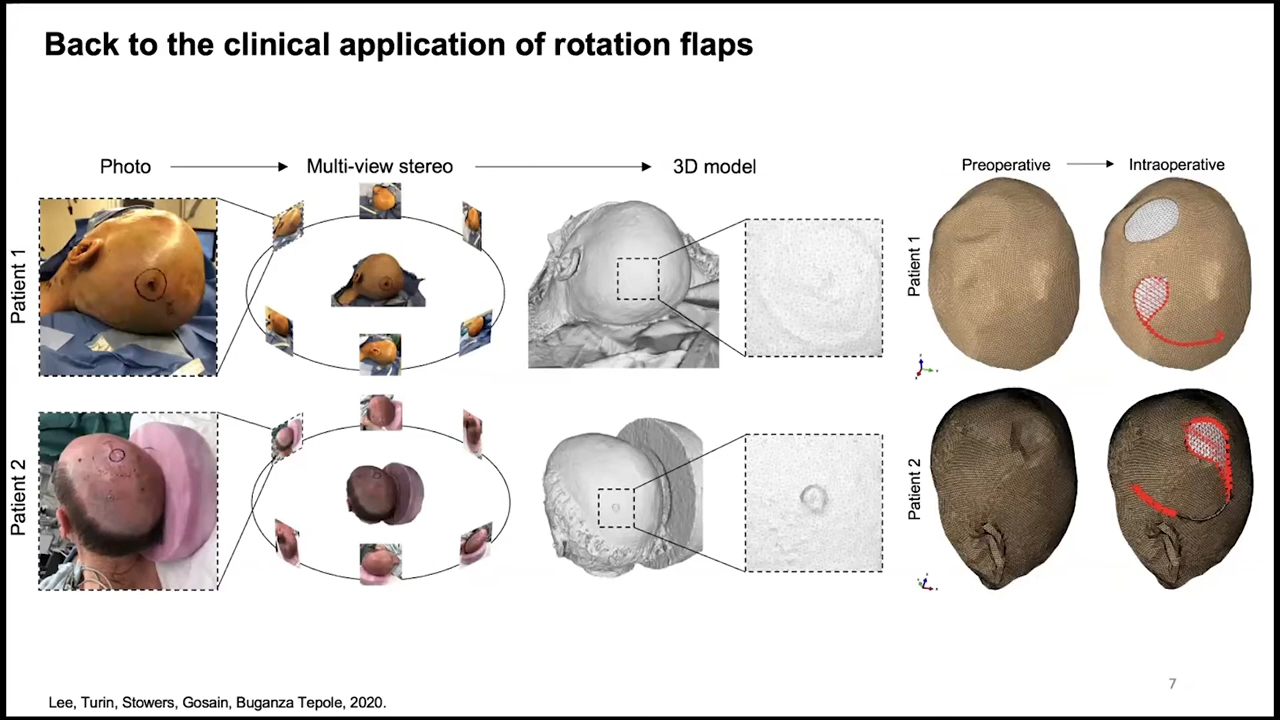 Back to the clinical application of rotation flaps
Photo
Multi-view stereo
3D model
Preoperative
Intraoperative
Patient 1
Patient 1
Patient 2
Patient 2
7
Lee, Turin, Stowers, Gosain, Buganza Tepole, 2020.